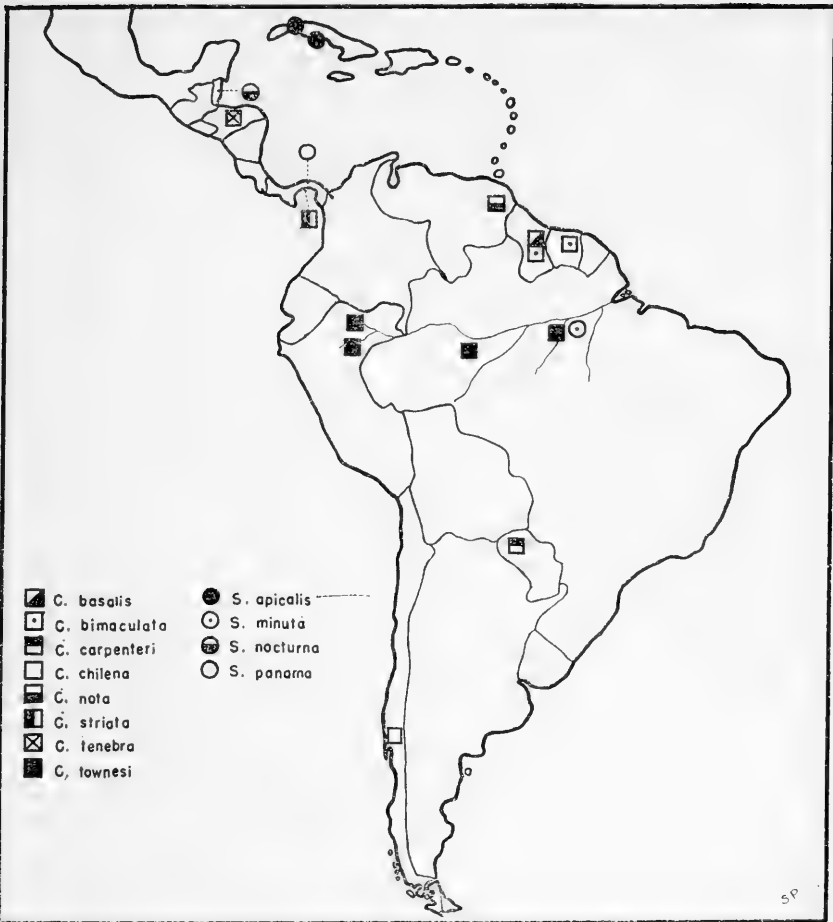 C. basalis
C. bimaculata
C. carpenteri
C. chilena
C. nota
C. striata
C. tenebra
C, townesi
S. apicalis
S. minuta
S. nocturna
S. panama
SP